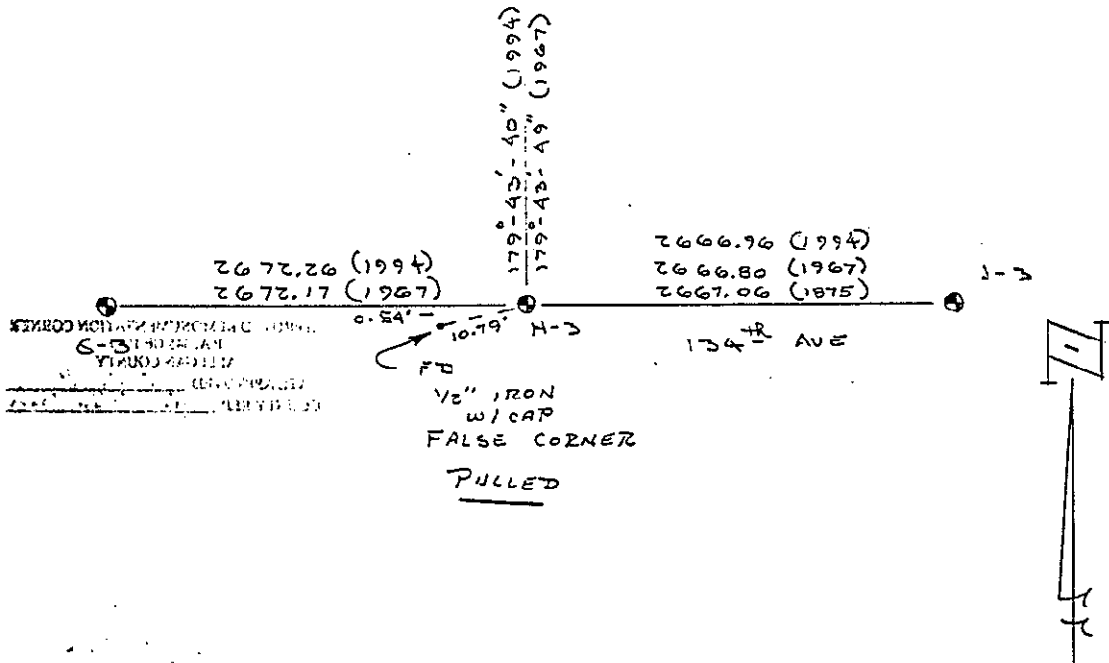 179°-43'-40" (1994)
179°-43'-49" (1967)
2672.26 (1994)
2672.17 (1967)
2666.96 (1994)
2666.80 (1967)
2667.06 (1875)
J-3
0.54'
10.79'
H-3
134th AVE
G-3
FD
1/2" IRON
W/CAP
FALSE CORNER
PULLED
N